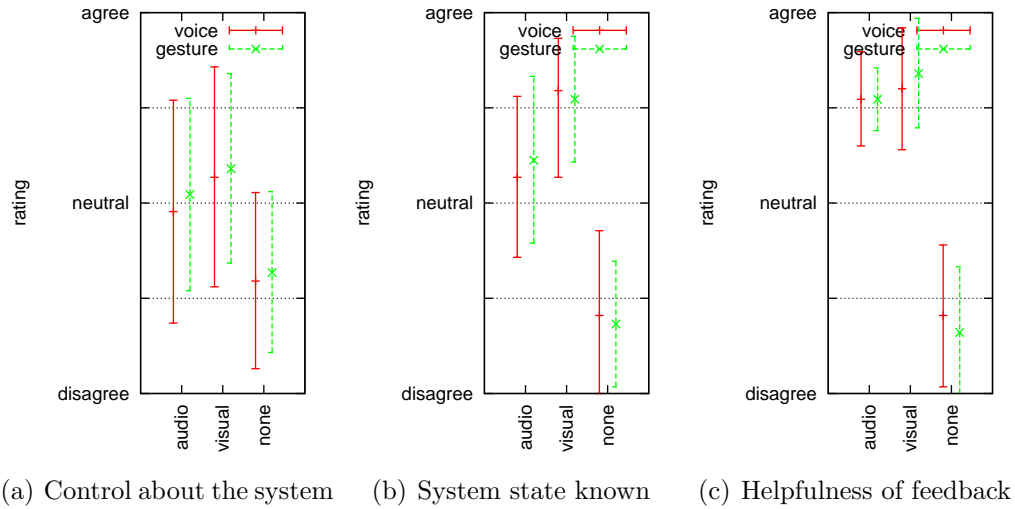 agree
voice
gesture
neutral
rating
disagree
audio
visual
none
(a) Control about the system
agree
voice
gesture
neutral
rating
disagree
audio
visual
none
(b) System state known
agree
voice
gesture
neutral
rating
disagree
audio
visual
none
(c) Helpfulness of feedback